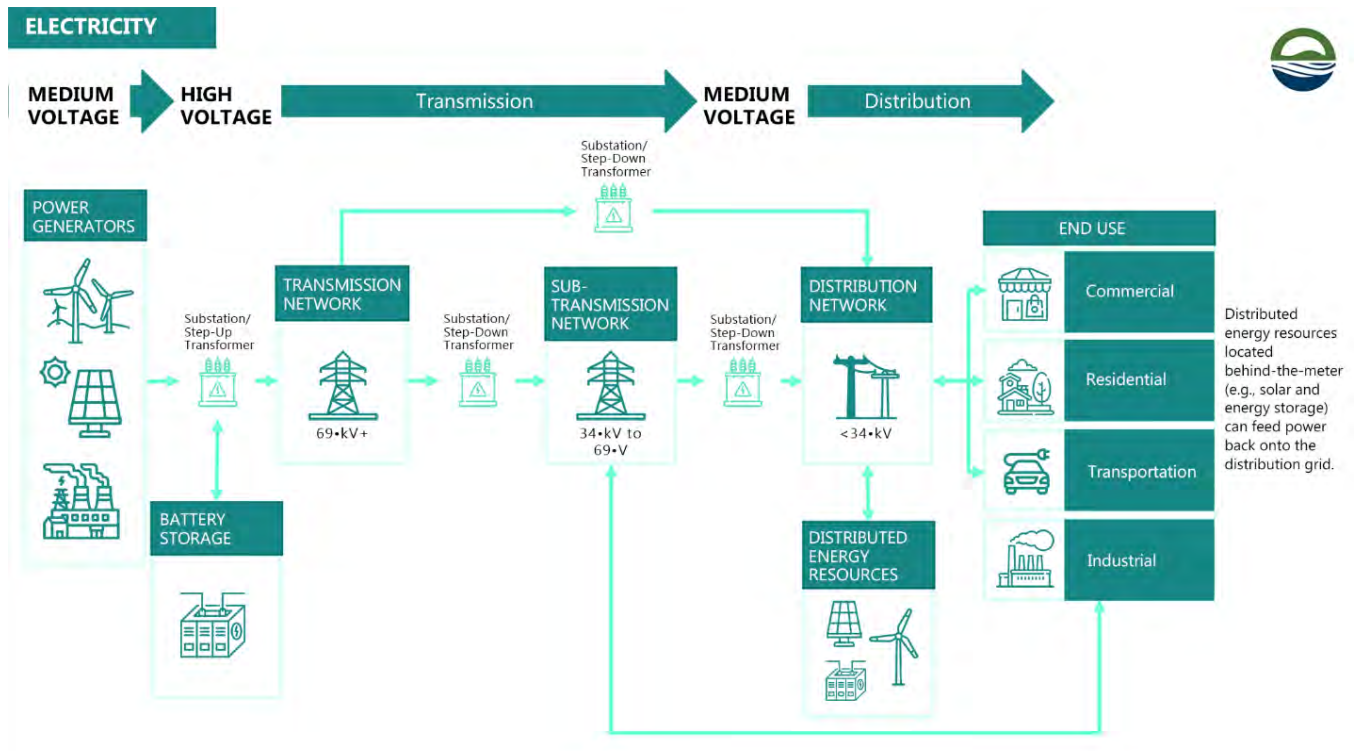 ELECTRICITY
MEDIUM
VOLTAGE
HIGH
VOLTAGE
Transmission
MEDIUM
VOLTAGE
Distribution
Substation/
Step-Down
Transformer
POWER
GENERATORS
Substation/
Step-Up
Transformer
TRANSMISSION
NETWORK
69•kV+
Substation/
Step-Down
Transformer
SUB-
TRANSMISSION
NETWORK
34•kV to
69•V
Substation/
Step-Down
Transformer
DISTRIBUTION
NETWORK
<34•kV
END USE
Commercial
Residential
Transportation
Industrial
Distributed
energy resources
located
behind-the-meter
(e.g., solar and
energy storage)
can feed power
back onto the
distribution grid.
BATTERY
STORAGE
DISTRIBUTED
ENERGY
RESOURCES